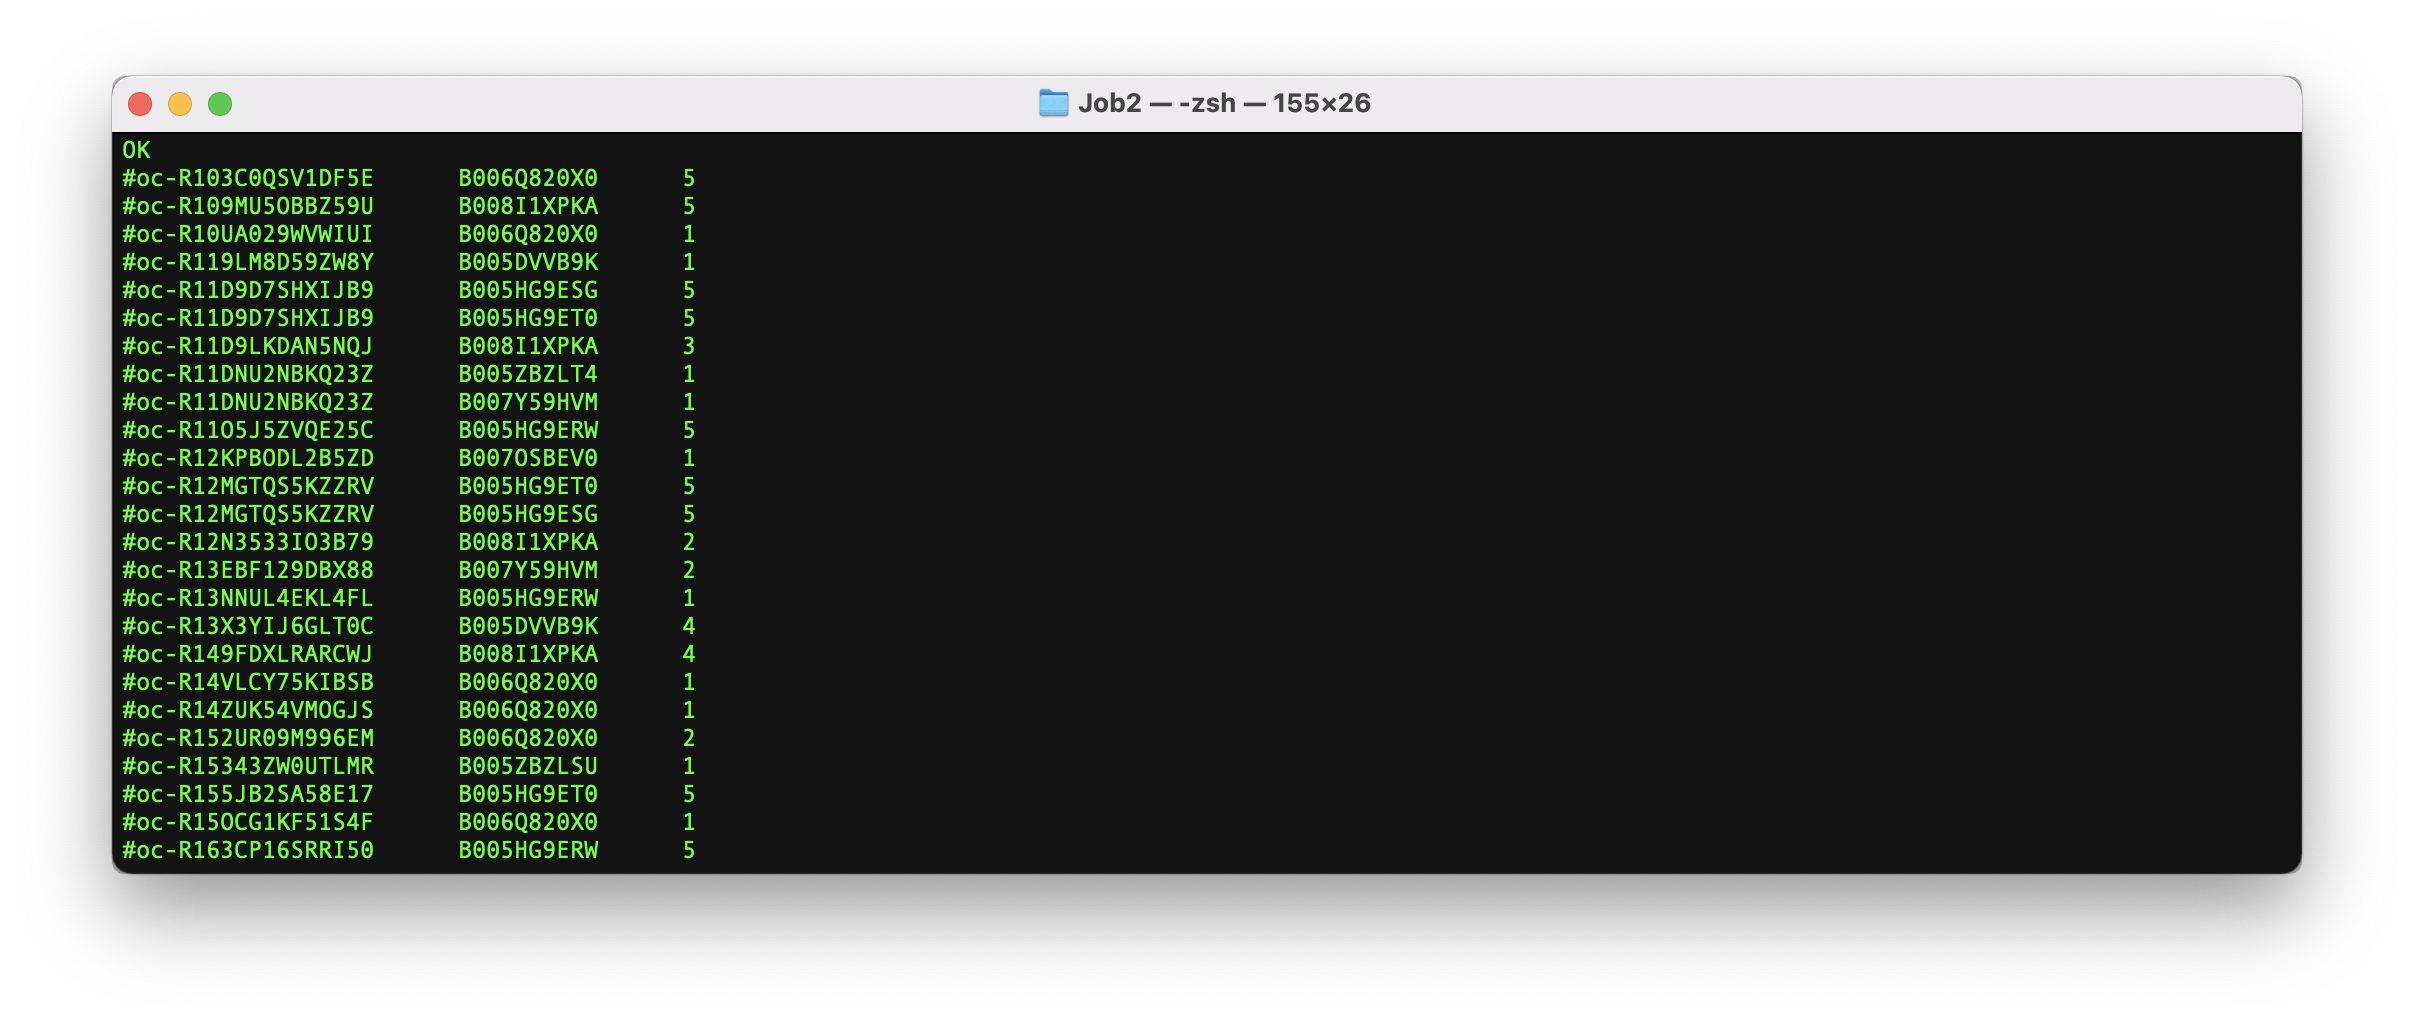 Job2 — -zsh — 155×26
OK
#oc-R103C0QSV1DF5E B006Q820X0 5
#oc-R109MU5OBBZ59U B008I1XPKA 5
#oc-R10UA029WVWIUI B006Q820X0 1
#oc-R119LM8D59ZW8Y B005DVVB9K 1
#oc-R11D9D7SHXIJB9 B005HG9ESG 5
#oc-R11D9D7SHXIJB9 B005HG9ET0 5
#oc-R11D9LKDAN5NQJ B008I1XPKA 3
#oc-R11DNU2NBKQ23Z B005ZBZLT4 1
#oc-R11DNU2NBKQ23Z B007Y59HVM 1
#oc-R11O5J5ZVQE25C B005HG9ERW 5
#oc-R12KPBODL2B5ZD B007OSBEV0 1
#oc-R12MGTQS5KZZRV B005HG9ET0 5
#oc-R12MGTQS5KZZRV B005HG9ESG 5
#oc-R12N3533IO3B79 B008I1XPKA 2
#oc-R13EBF129DBX88 B007Y59HVM 2
#oc-R13NNUL4EKL4FL B005HG9ERW 1
#oc-R13X3YIJ6GLT0C B005DVVB9K 4
#oc-R149FDXLRARCWJ B008I1XPKA 4
#oc-R14VLCY75KIBSB B006Q820X0 1
#oc-R14ZUK54VMOGJS B006Q820X0 1
#oc-R152UR09M996EM B006Q820X0 2
#oc-R15343ZW0UTLMR B005ZBZLSU 1
#oc-R155JB2SA58E17 B005HG9ET0 5
#oc-R15OCG1KF51S4F B006Q820X0 1
#oc-R163CP16SRRI50 B005HG9ERW 5